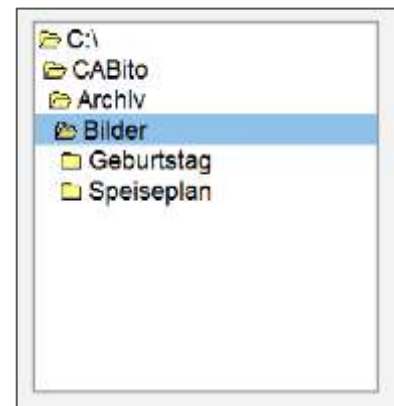 C:\
CABito
Archiv
Bilder
Geburtstag
Speiseplan